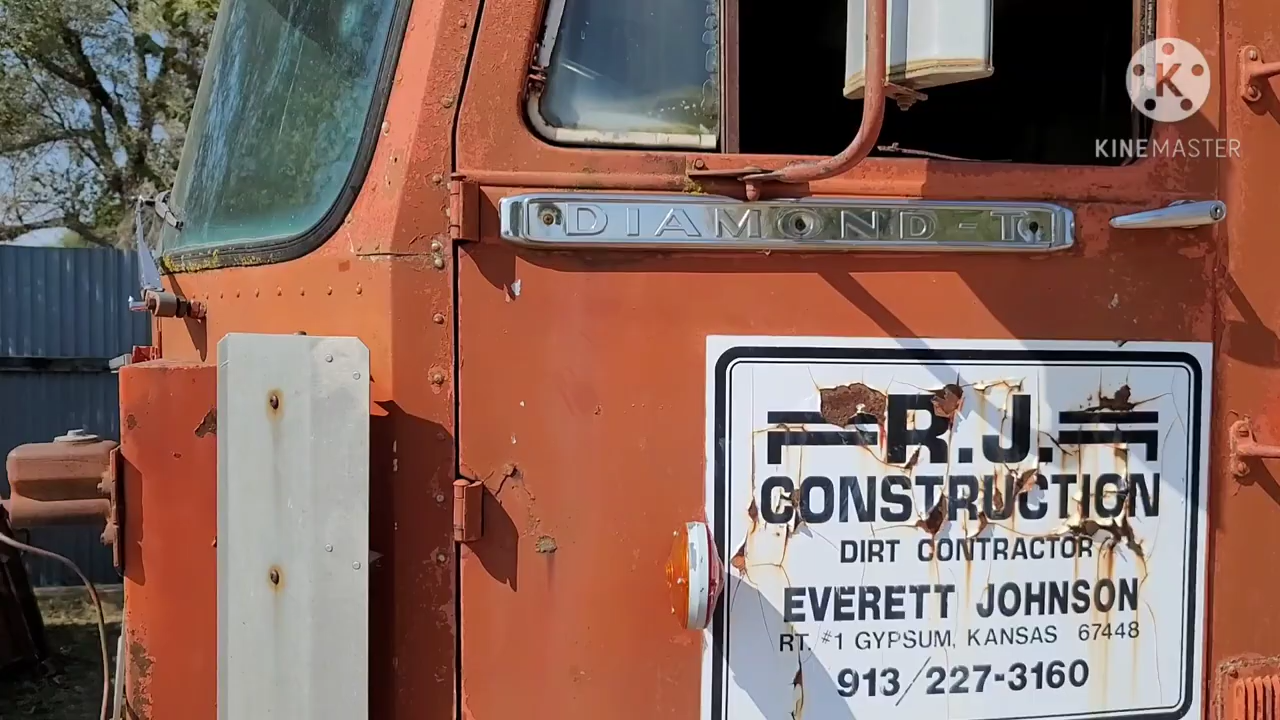 K
KINEMASTER
DIAMOND-T
R.J.
CONSTRUCTION
DIRT CONTRACTOR
EVERETT JOHNSON
RT. #1 GYPSUM, KANSAS 67448
913/227-3160